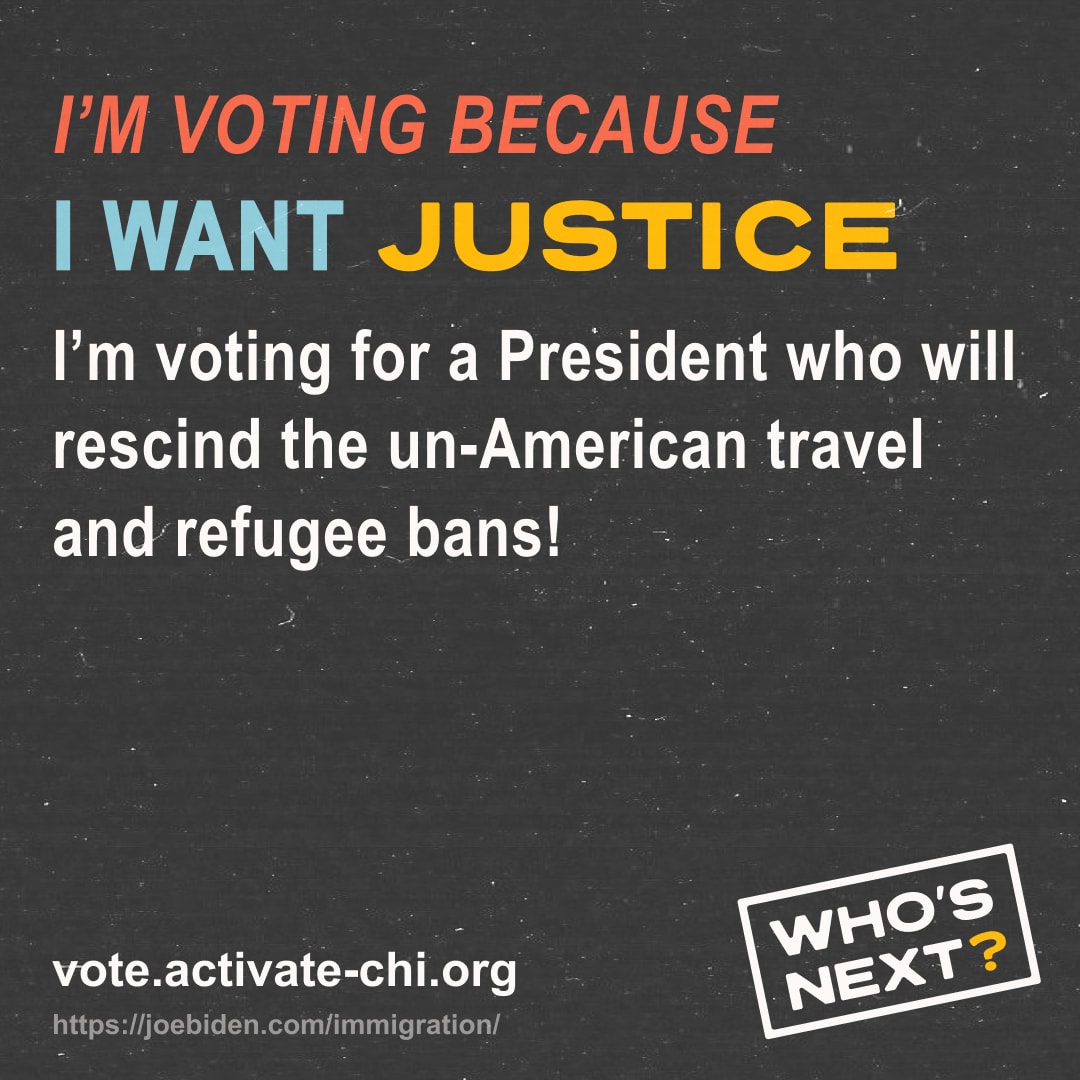 I’M VOTING BECAUSE
I WANT JUSTICE
I’m voting for a President who will
rescind the un-American travel
and refugee bans!
WHO’S
NEXT?
vote.activate-chi.org
https://joebiden.com/immigration/